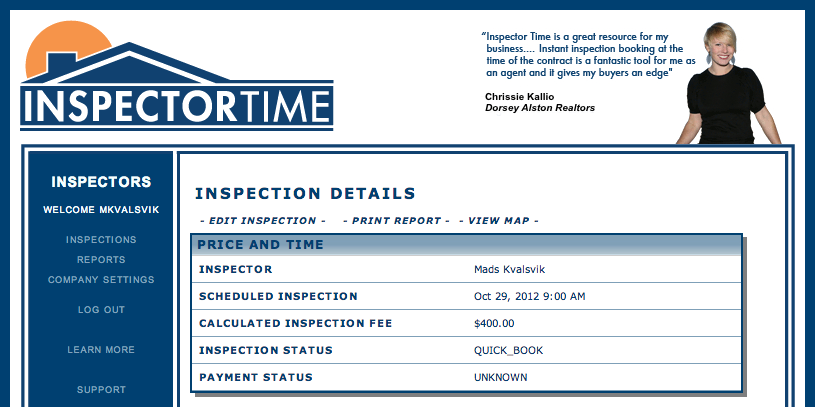 INSPECTORTIME
“Inspector Time is a great resource for my
business.... Instant inspection booking at the
time of the contract is a fantastic tool for me as
an agent and it gives my buyers an edge"
Chrissie Kallio
Dorsey Alston Realtors
INSPECTORS
WELCOME MKVALSVIK
INSPECTIONS
REPORTS
COMPANY SETTINGS
LOG OUT
LEARN MORE
SUPPORT
INSPECTION DETAILS
- EDIT INSPECTION - - PRINT REPORT - - VIEW MAP -
PRICE AND TIME
INSPECTOR Mads Kvalsvik
SCHEDULED INSPECTION Oct 29, 2012 9:00 AM
CALCULATED INSPECTION FEE $400.00
INSPECTION STATUS QUICK_BOOK
PAYMENT STATUS UNKNOWN